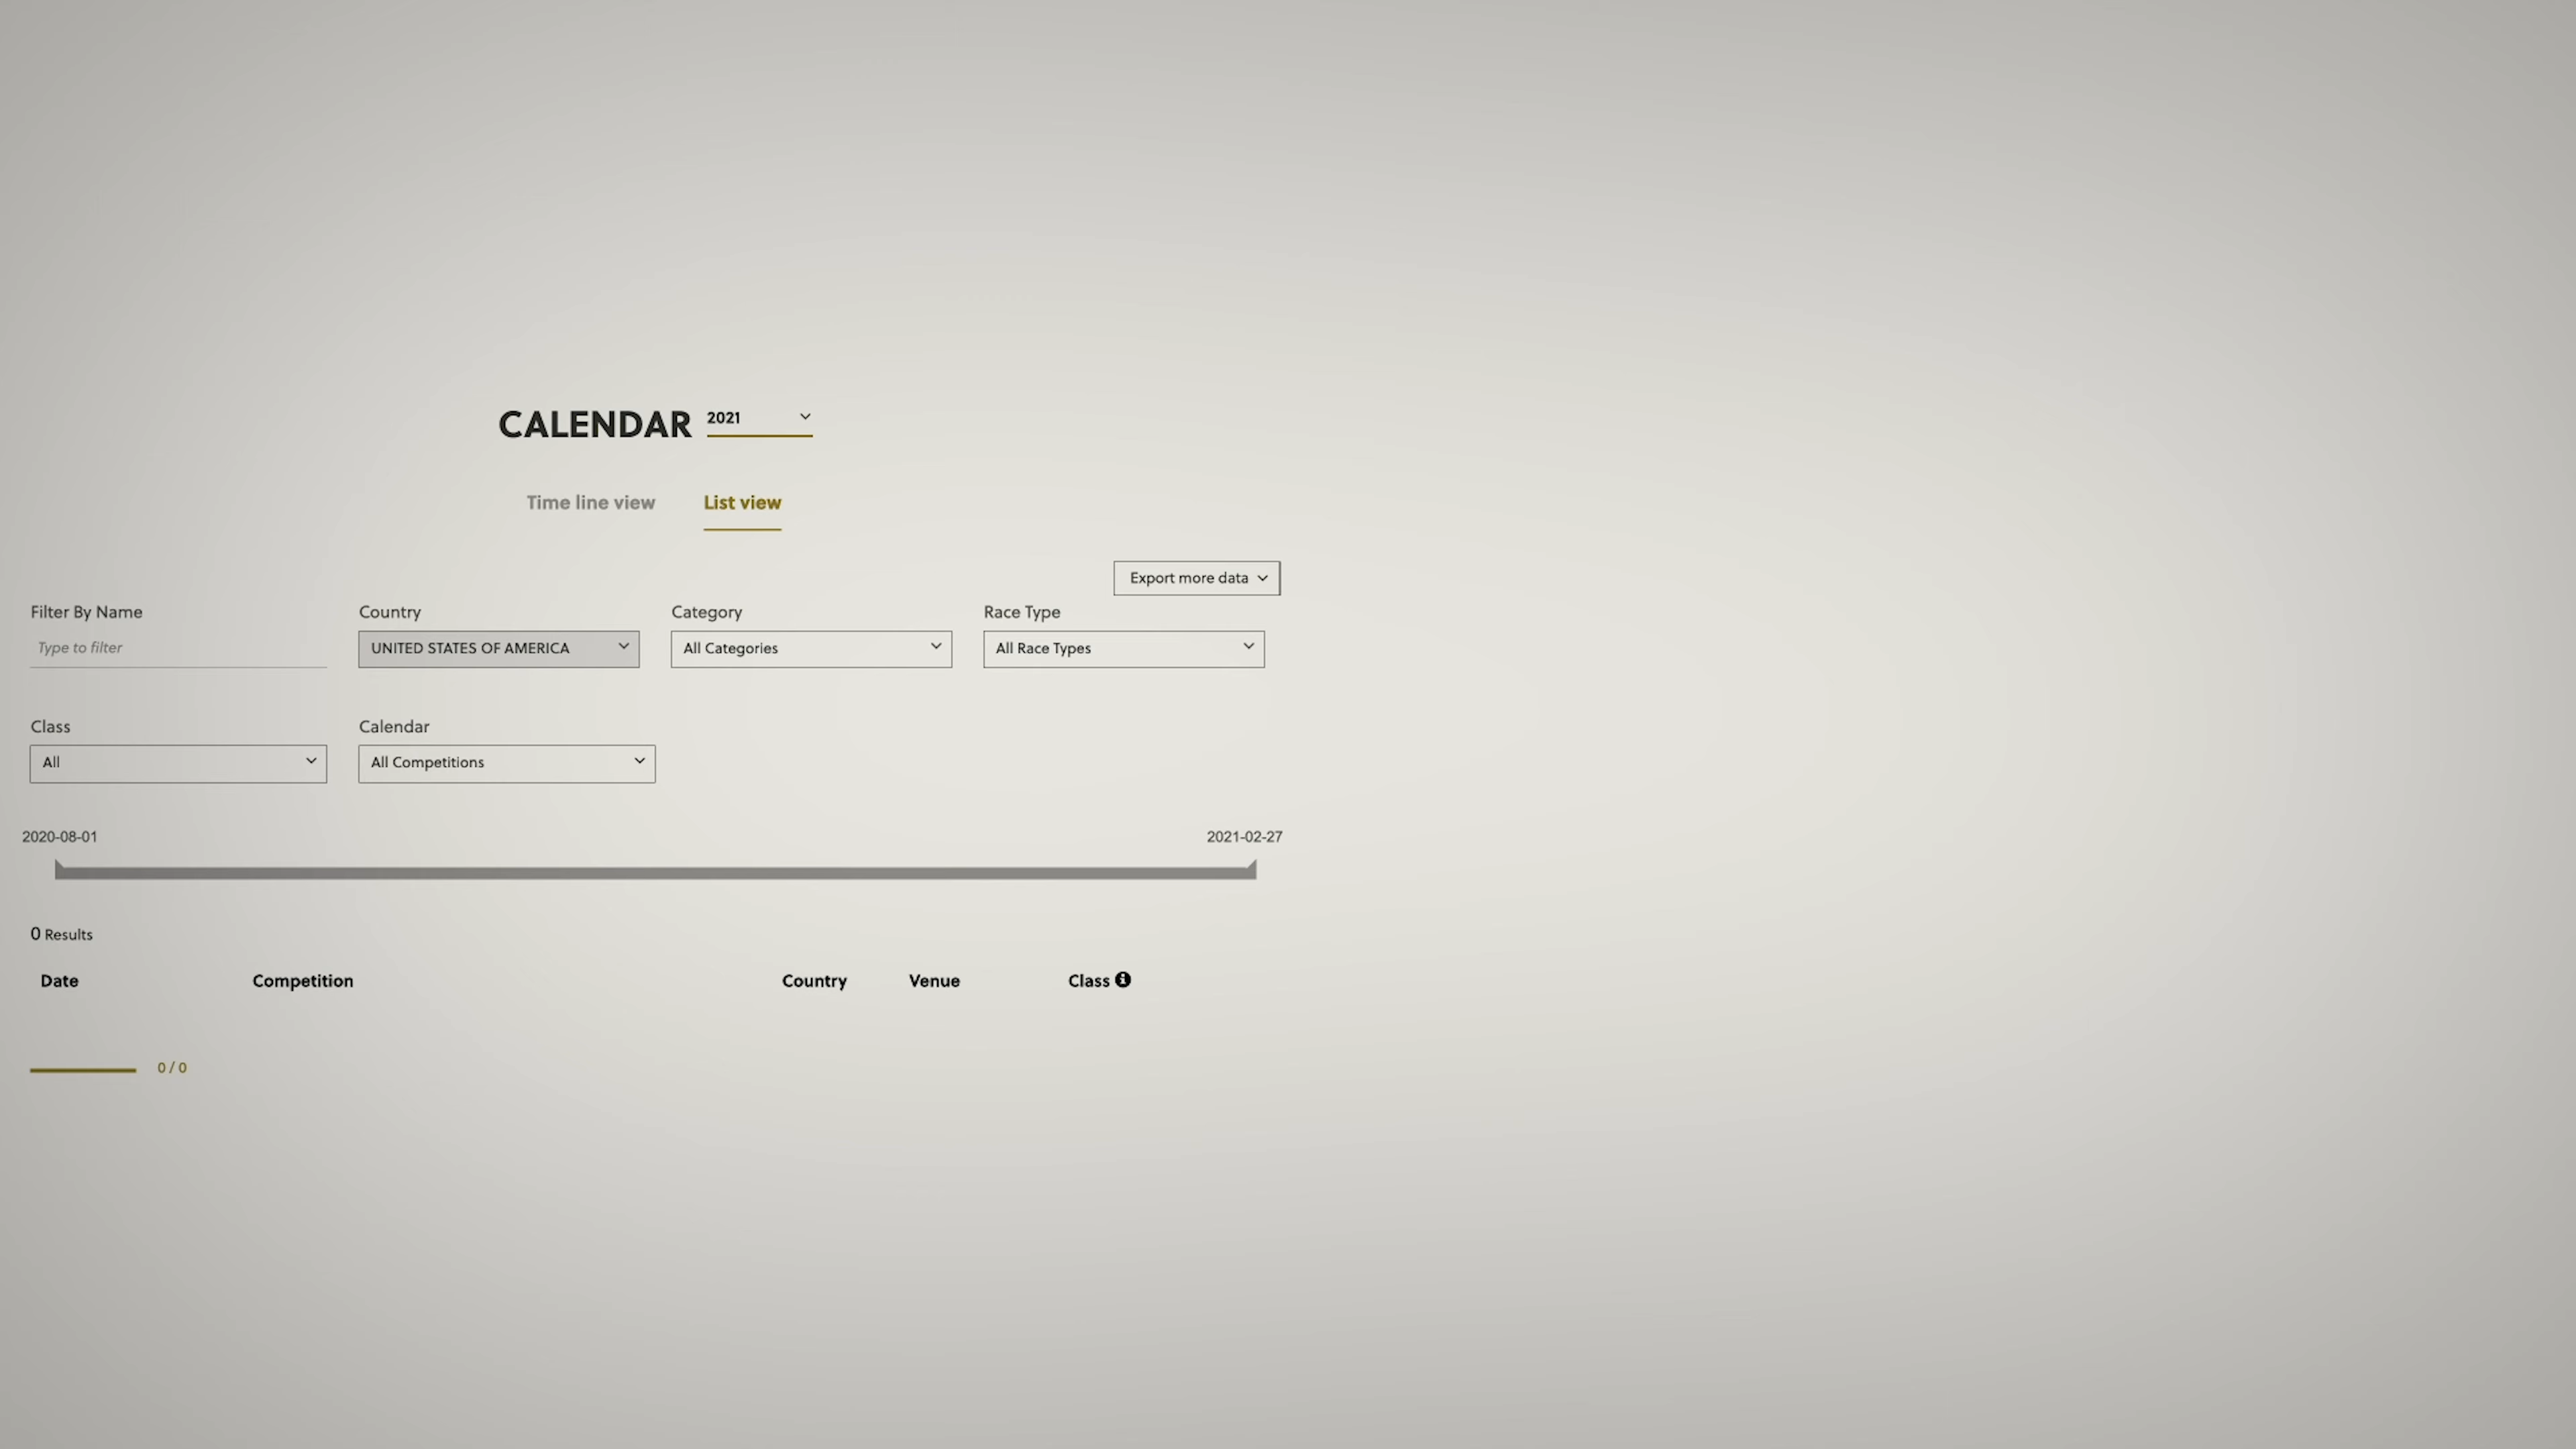 CALENDAR 2021
Time line view List view
Export more data
Filter By Name Country Category Race Type
Type to filter UNITED STATES OF AMERICA All Categories All Race Types
Class Calendar
All All Competitions
2020-08-01 2021-02-27
0 Results
Date Competition Country Venue Class
0 / 0